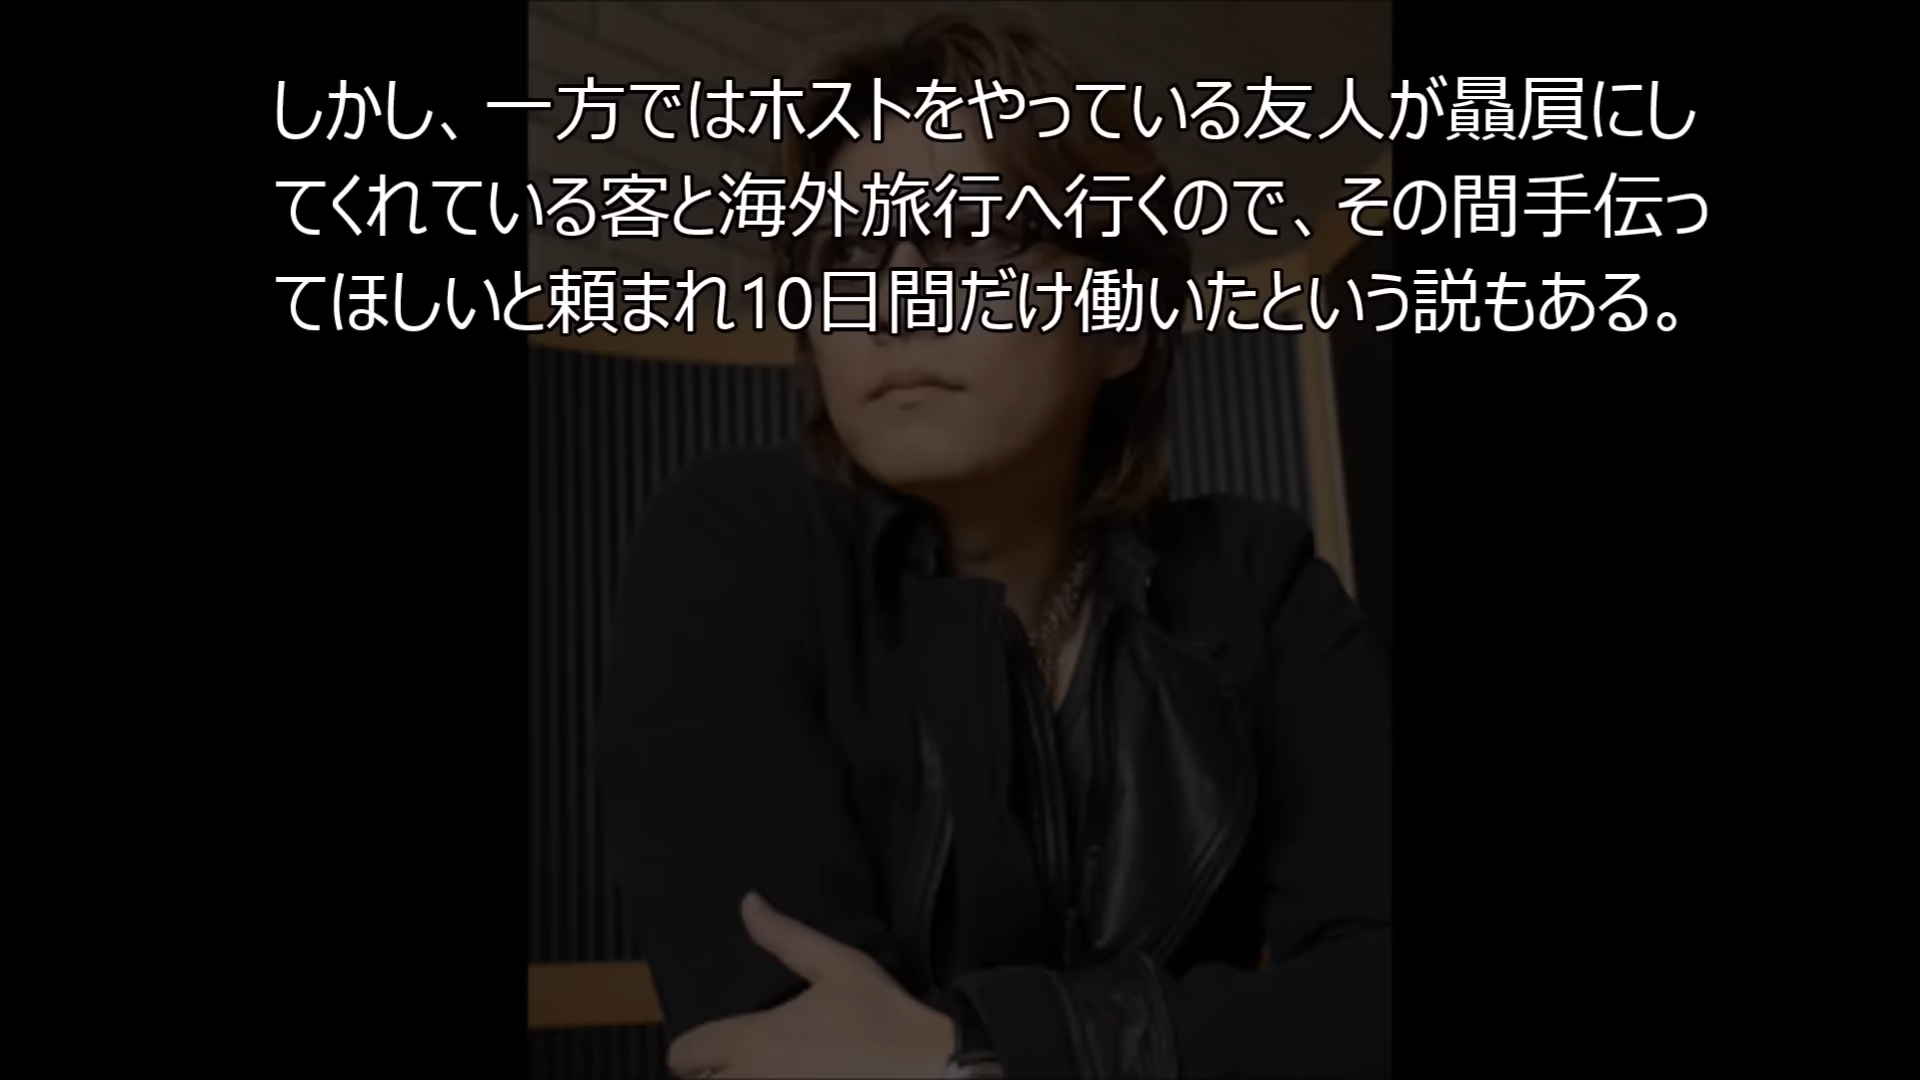 しかし、一方ではホストをやっている友人が贔屓にし
てくれている客と海外旅行へ行くので、その間手伝っ
てほしいと頼まれ10日間だけ働いたという説もある。